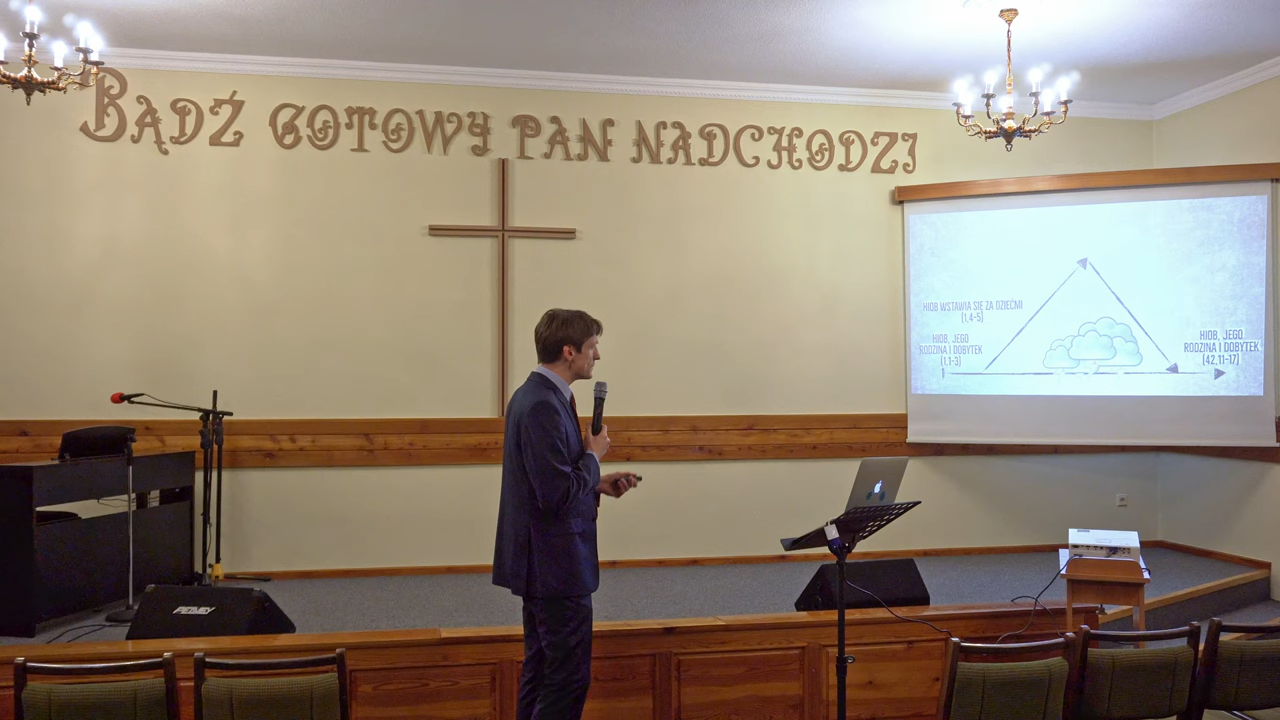 BĄDŹ GOTOWY PAN NADCHODZI
HIOB WSTAWIA SIĘ ZA DZIEĆMI
(1,4-5)
HIOB, JEGO
RODZINA I DOBYTEK
(1,1-3)
HIOB, JEGO
RODZINA I DOBYTEK
(42,11-17)
PEAVEY